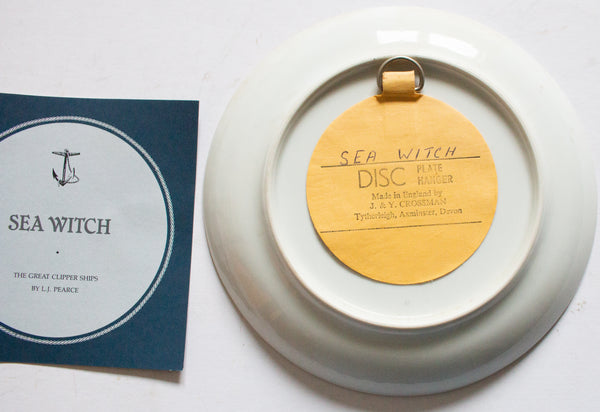 SEA WITCH
THE GREAT CLIPPER SHIPS
BY L.J. PEARCE
SEA WITCH
DISC PLATE HANGER
Made in England by
J. & Y. CROSSMAN
Tytherleigh, Axminster, Devon